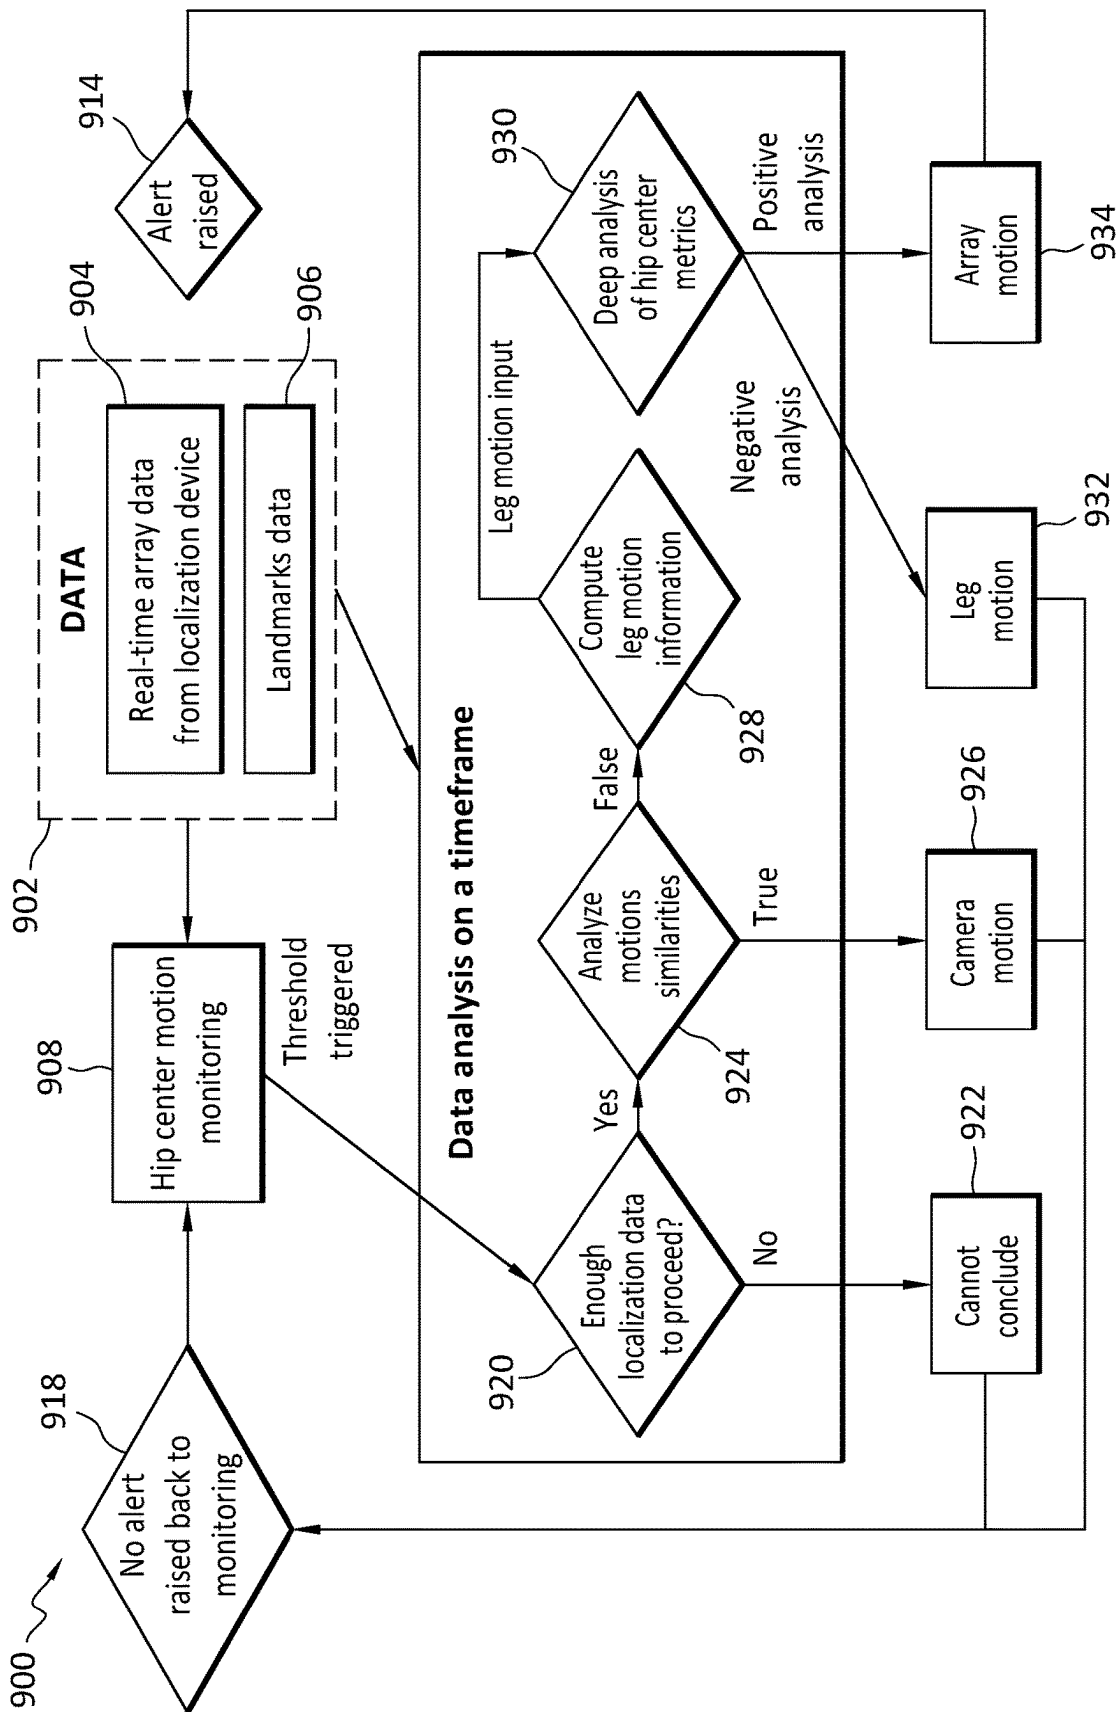 900
918
No alert
raised back to
monitoring
908
Hip center motion
monitoring
Threshold
triggered
902
DATA
904
Real-time array data
from localization device
906
Landmarks data
914
Alert
raised
Data analysis on a timeframe
920
Enough
localization data
to proceed?
Yes
No
924
Analyze
motions
similarities
False
True
928
Compute
leg motion
information
Leg motion input
930
Deep analysis
of hip center
metrics
Negative
analysis
Positive
analysis
922
Cannot
conclude
926
Camera
motion
932
Leg
motion
934
Array
motion